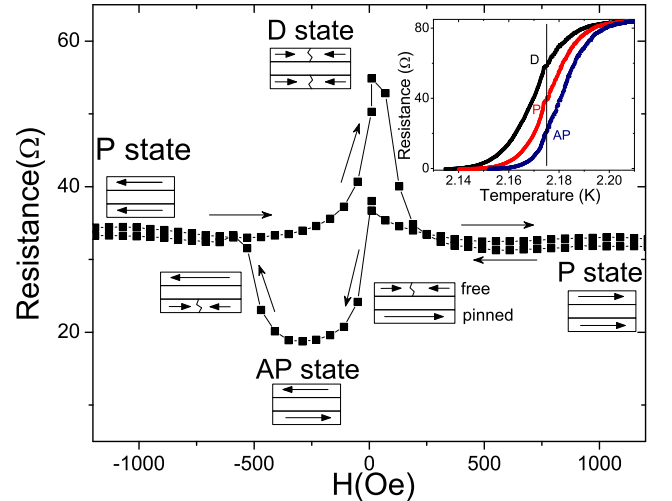 D state
P state
free
pinned
P state
AP state
60
40
20
Resistance(Ω)
-1000
-500
0
500
1000
H(Oe)
80
40
0
Resistance (Ω)
D
P
AP
2.14
2.16
2.18
2.20
Temperature (K)